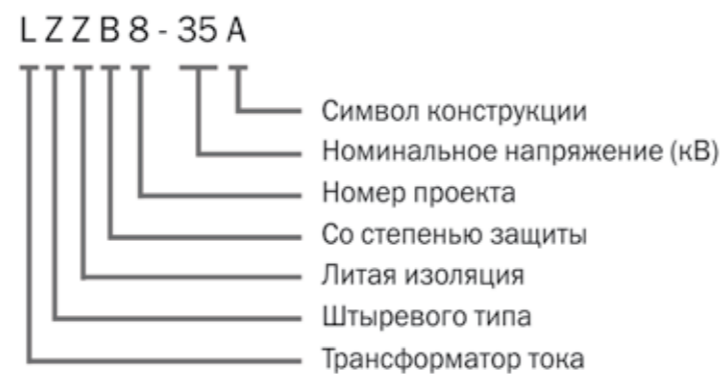 LZZB8-35A
Символ конструкции
Номинальное напряжение (кВ)
Номер проекта
Со степенью защиты
Литая изоляция
Штыревого типа
Трансформатор тока